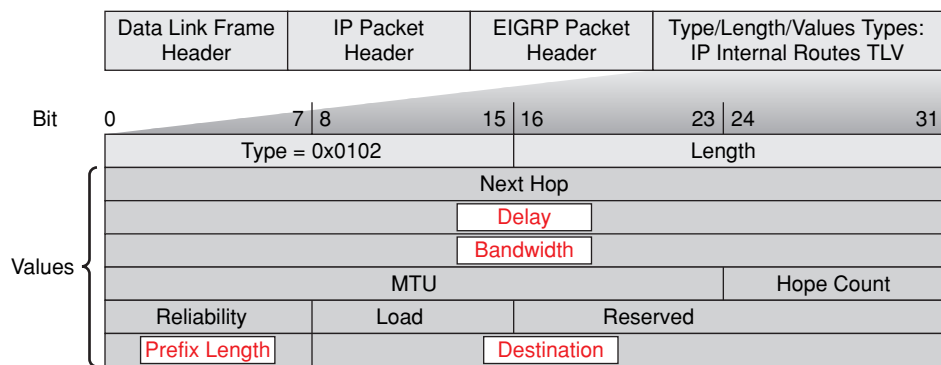 Data Link Frame Header IP Packet Header EIGRP Packet Header Type/Length/Values Types: IP Internal Routes TLV
Bit 0 7 8 15 16 23 24 31
Type = 0x0102 Length
Next Hop
Delay
Bandwidth
Values
MTU Hope Count
Reliability Load Reserved
Prefix Length Destination